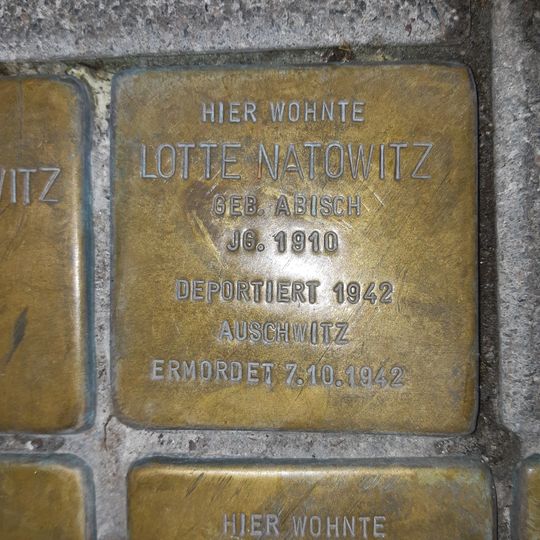 HIER WOHNTE
LOTTE NATOWITZ
GEB. ABISCH
JG. 1910
DEPORTIERT 1942
AUSCHWITZ
ERMORDET 7.10.1942
WITZ
HIER WOHNTE